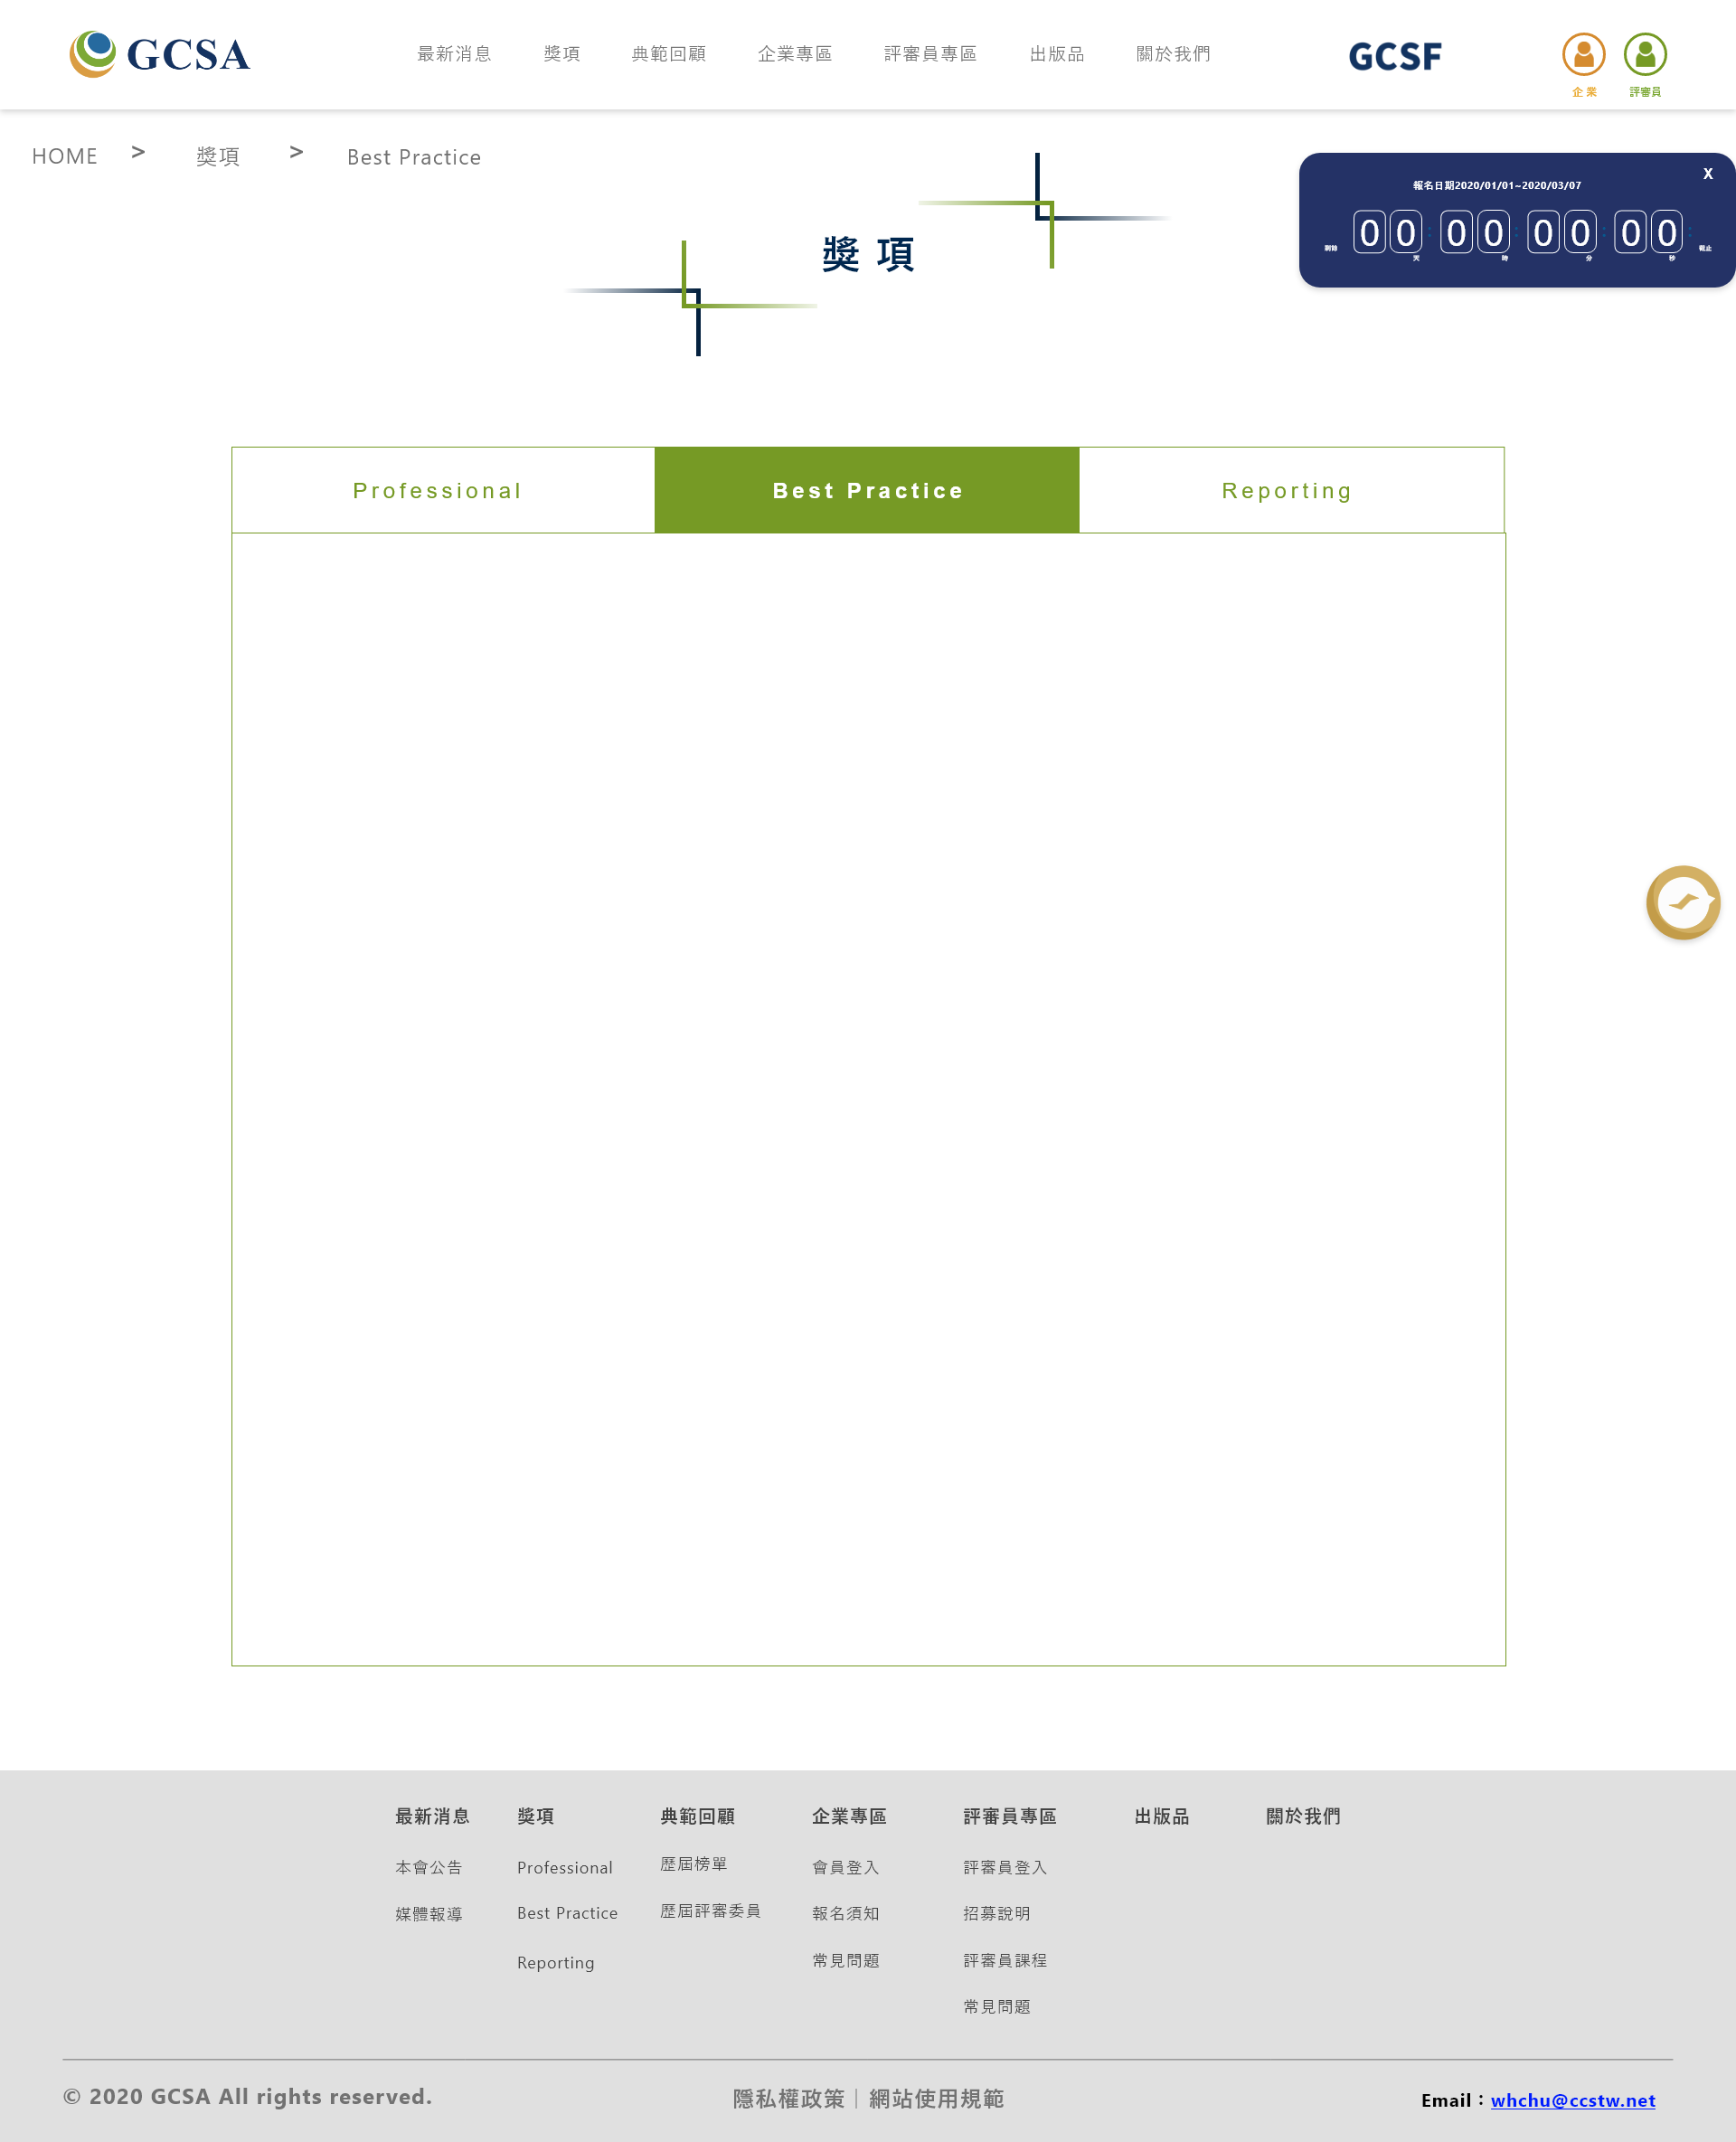 GCSA
最新消息 獎項 典範回顧 企業專區 評審員專區 出版品 關於我們
GCSF
企業 評審員
HOME > 獎項 > Best Practice
X
報名日期2020/01/01~2020/03/07
剩餘 00 : 00 : 00 : 00 : 截止
天 時 分 秒
獎項
Professional Best Practice Reporting
最新消息 獎項 典範回顧 企業專區 評審員專區 出版品 關於我們
本會公告 Professional 歷屆榜單 會員登入 評審員登入
媒體報導 Best Practice 歷屆評審委員 報名須知 招募說明
Reporting 常見問題 評審員課程
常見問題
© 2020 GCSA All rights reserved. 隱私權政策｜網站使用規範 Email：whchu@ccstw.net